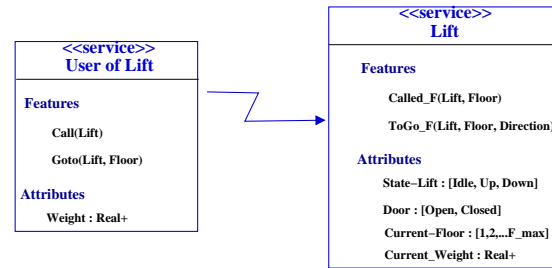 <<service>>
User of Lift
Features
Call(Lift)
Goto(Lift, Floor)
Attributes
Weight : Real+
<<service>>
Lift
Features
Called_F(Lift, Floor)
ToGo_F(Lift, Floor, Direction)
Attributes
State−Lift : [Idle, Up, Down]
Door : [Open, Closed]
Current−Floor : [1,2,...F_max]
Current_Weight : Real+